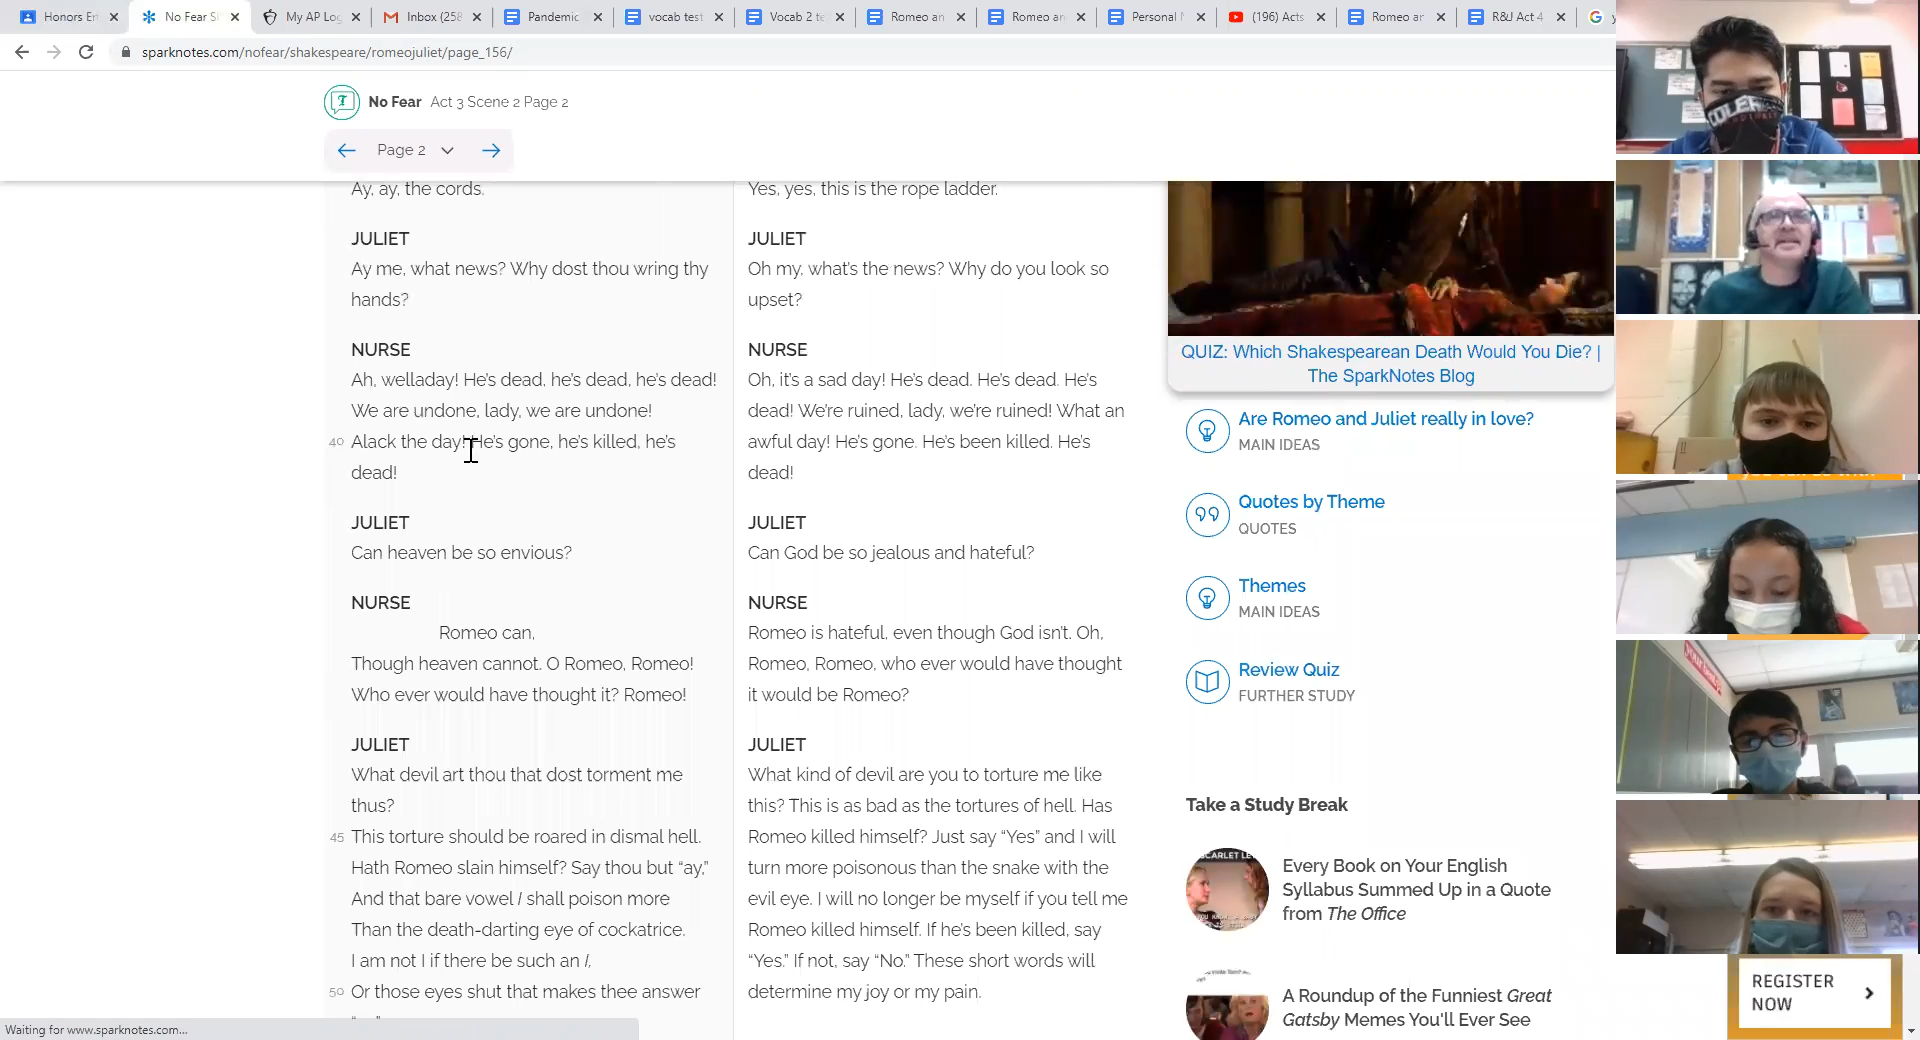 Honors En
No Fear S
My AP Log
Inbox (258
Pandemic
vocab test
Vocab 2 te
Romeo an
Romeo an
Personal
(196) Acts
Romeo an
R&J Act 4
sparknotes.com/nofear/shakespeare/romeojuliet/page_156/
No Fear Act 3 Scene 2 Page 2
Page 2
Ay, ay, the cords.
JULIET
Ay me, what news? Why dost thou wring thy
hands?
NURSE
Ah, welladay! He's dead, he's dead, he's dead!
We are undone, lady, we are undone!
40 Alack the day! He's gone, he's killed, he's
dead!
JULIET
Can heaven be so envious?
NURSE
Romeo can,
Though heaven cannot. O Romeo, Romeo!
Who ever would have thought it? Romeo!
JULIET
What devil art thou that dost torment me
thus?
45 This torture should be roared in dismal hell.
Hath Romeo slain himself? Say thou but “ay,”
And that bare vowel I shall poison more
Than the death-darting eye of cockatrice.
I am not I if there be such an I,
50 Or those eyes shut that makes thee answer
Yes, yes, this is the rope ladder.
JULIET
Oh my, what's the news? Why do you look so
upset?
NURSE
Oh, it's a sad day! He's dead. He's dead. He's
dead! We're ruined, lady, we're ruined! What an
awful day! He's gone. He's been killed. He's
dead!
JULIET
Can God be so jealous and hateful?
NURSE
Romeo is hateful, even though God isn't. Oh,
Romeo, Romeo, who ever would have thought
it would be Romeo?
JULIET
What kind of devil are you to torture me like
this? This is as bad as the tortures of hell. Has
Romeo killed himself? Just say “Yes” and I will
turn more poisonous than the snake with the
evil eye. I will no longer be myself if you tell me
Romeo killed himself. If he's been killed, say
“Yes.” If not, say “No.” These short words will
determine my joy or my pain.
QUIZ: Which Shakespearean Death Would You Die? |
The SparkNotes Blog
Are Romeo and Juliet really in love?
MAIN IDEAS
Quotes by Theme
QUOTES
Themes
MAIN IDEAS
Review Quiz
FURTHER STUDY
Take a Study Break
SCARLET LE
Every Book on Your English
Syllabus Summed Up in a Quote
from The Office
A Roundup of the Funniest Great
Gatsby Memes You'll Ever See
REGISTER
NOW
Waiting for www.sparknotes.com...